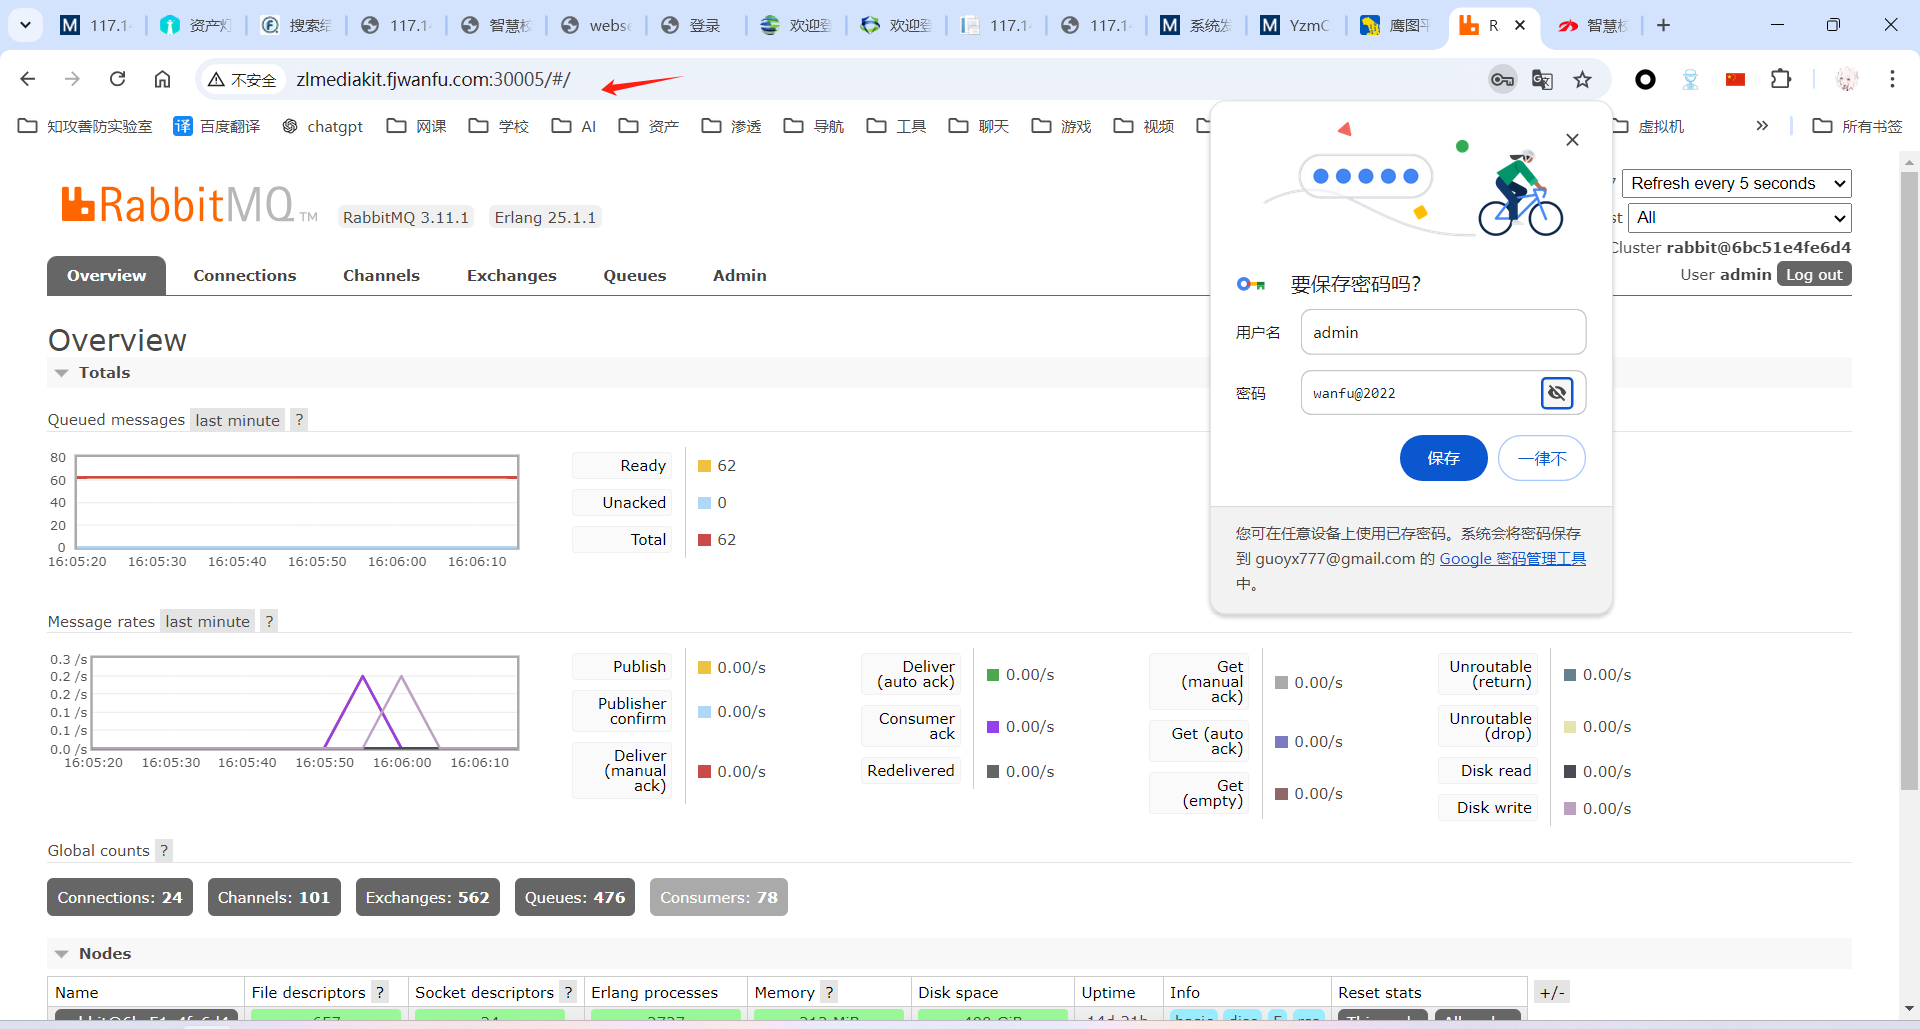 117.1 资产灯 搜索结 117.1 智慧校 webse 登录 欢迎登 欢迎登 117.1 117.1 系统发 YzmC 鹰图平 R 智慧校
不安全 zlmediakit.fjwanfu.com:30005/#/
知攻善防实验室 百度翻译 chatgpt 网课 学校 AI 资产 渗透 导航 工具 聊天 游戏 视频 虚拟机 所有书签
RabbitMQ TM RabbitMQ 3.11.1 Erlang 25.1.1
Refresh every 5 seconds
st All
Cluster rabbit@6bc51e4fe6d4
User admin Log out
Overview Connections Channels Exchanges Queues Admin
要保存密码吗?
用户名 admin
密码 wanfu@2022
保存 一律不
您可在任意设备上使用已存密码。系统会将密码保存
到 guoyx777@gmail.com 的 Google 密码管理工具
中。
Overview
Totals
Queued messages last minute ?
80
60
40
20
0
16:05:20 16:05:30 16:05:40 16:05:50 16:06:00 16:06:10
Ready 62
Unacked 0
Total 62
Message rates last minute ?
0.3 /s
0.2 /s
0.2 /s
0.1 /s
0.1 /s
0.0 /s
16:05:20 16:05:30 16:05:40 16:05:50 16:06:00 16:06:10
Publish 0.00/s
Publisher
confirm 0.00/s
Deliver
(manual
ack) 0.00/s
Deliver
(auto ack) 0.00/s
Consumer
ack 0.00/s
Redelivered 0.00/s
Get
(manual
ack) 0.00/s
Get (auto
ack) 0.00/s
Get
(empty) 0.00/s
Unroutable
(return) 0.00/s
Unroutable
(drop) 0.00/s
Disk read 0.00/s
Disk write 0.00/s
Global counts ?
Connections: 24 Channels: 101 Exchanges: 562 Queues: 476 Consumers: 78
Nodes
Name File descriptors ? Socket descriptors ? Erlang processes Memory ? Disk space Uptime Info Reset stats +/-